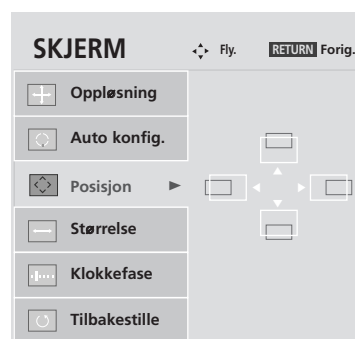 SKJERM Fly. RETURN Forig.
Oppløsning
Auto konfig.
Posisjon
Størrelse
Klokkefase
Tilbakestille